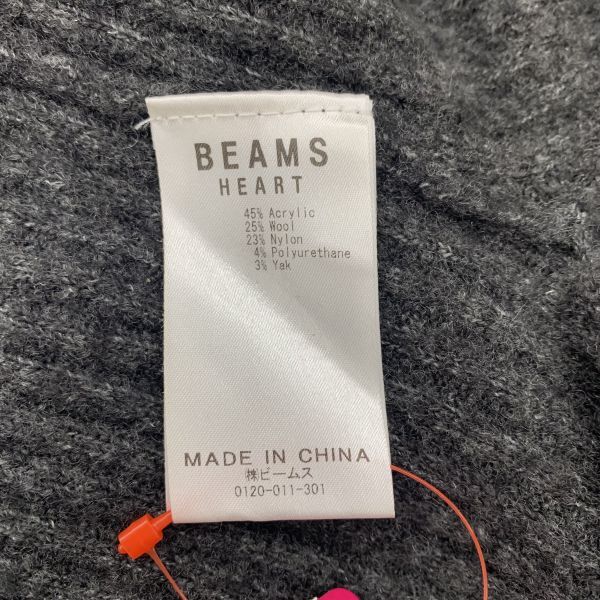 BEAMS
HEART
45% Acrylic
25% Wool
23% Nylon
4% Polyurethane
3% Yak
MADE IN CHINA
㈱ビームス
0120-011-301